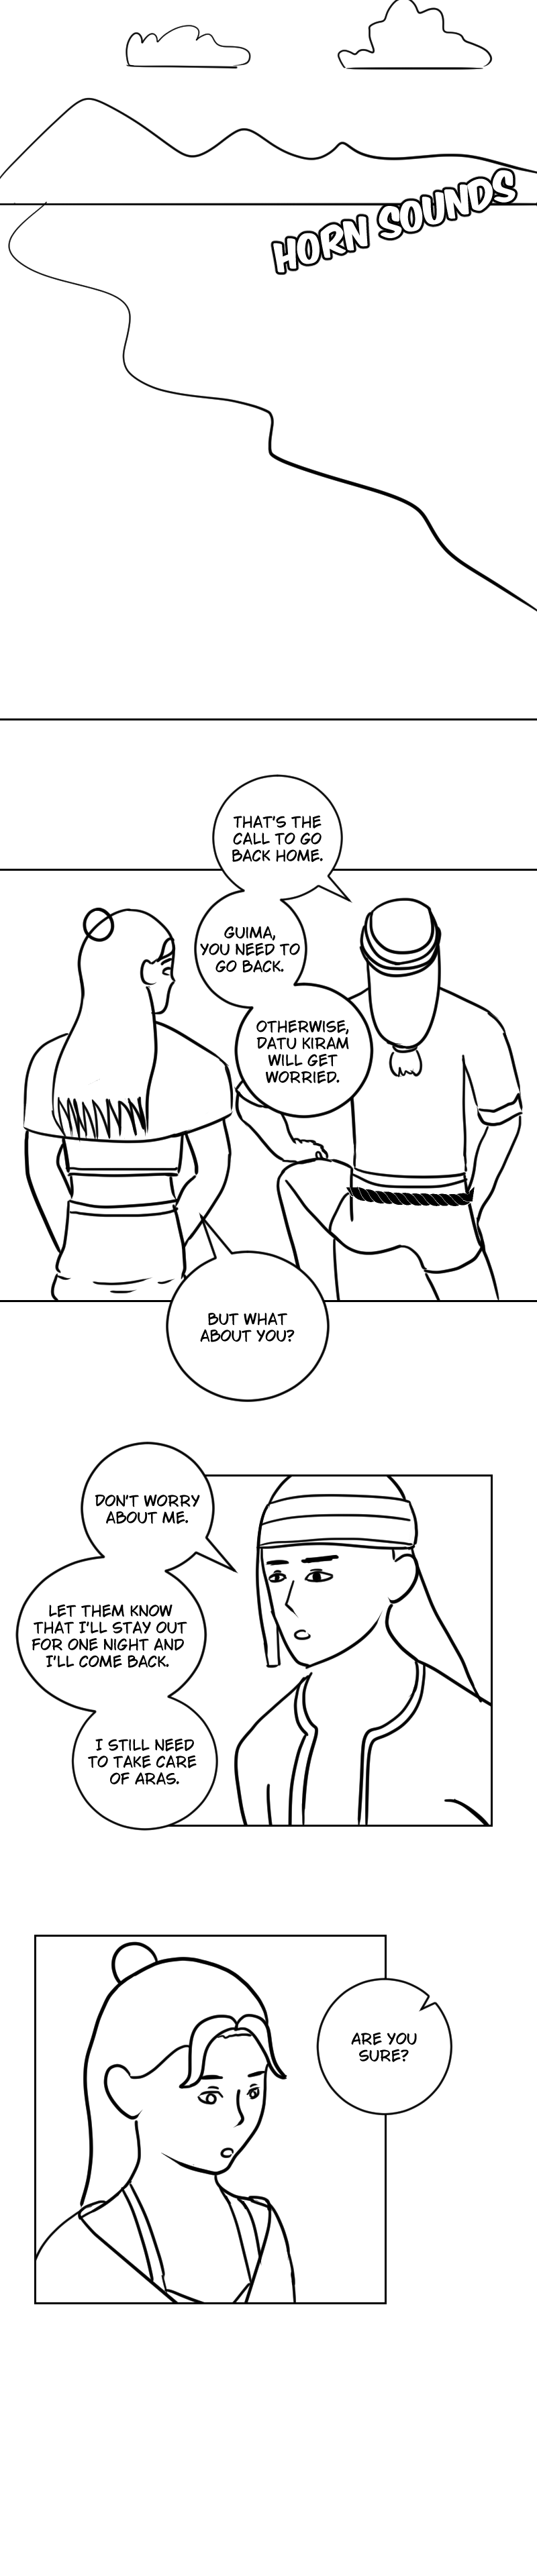 HORN SOUNDS
THAT'S THE
CALL TO GO
BACK HOME.
GUIMA,
YOU NEED TO
GO BACK.
OTHERWISE,
DATU KIRAM
WILL GET
WORRIED.
BUT WHAT
ABOUT YOU?
DON'T WORRY
ABOUT ME.
LET THEM KNOW
THAT I'LL STAY OUT
FOR ONE NIGHT AND
I'LL COME BACK.
I STILL NEED
TO TAKE CARE
OF ARAS.
ARE YOU
SURE?